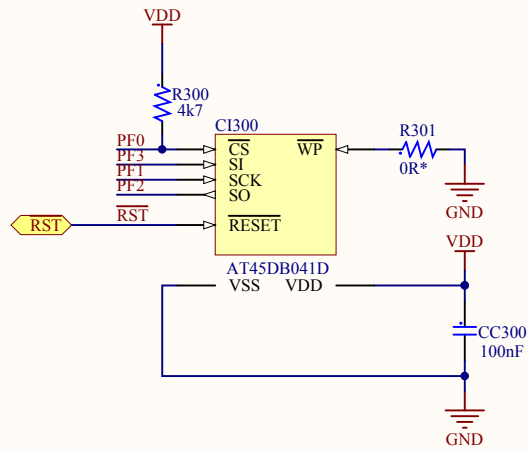 VDD
R300
4k7
CI300
PF0
PF3
PF1
PF2
CS
SI
SCK
SO
WP
R301
0R*
GND
RST
RST
RESET
AT45DB041D
VSS
VDD
VDD
CC300
100nF
GND